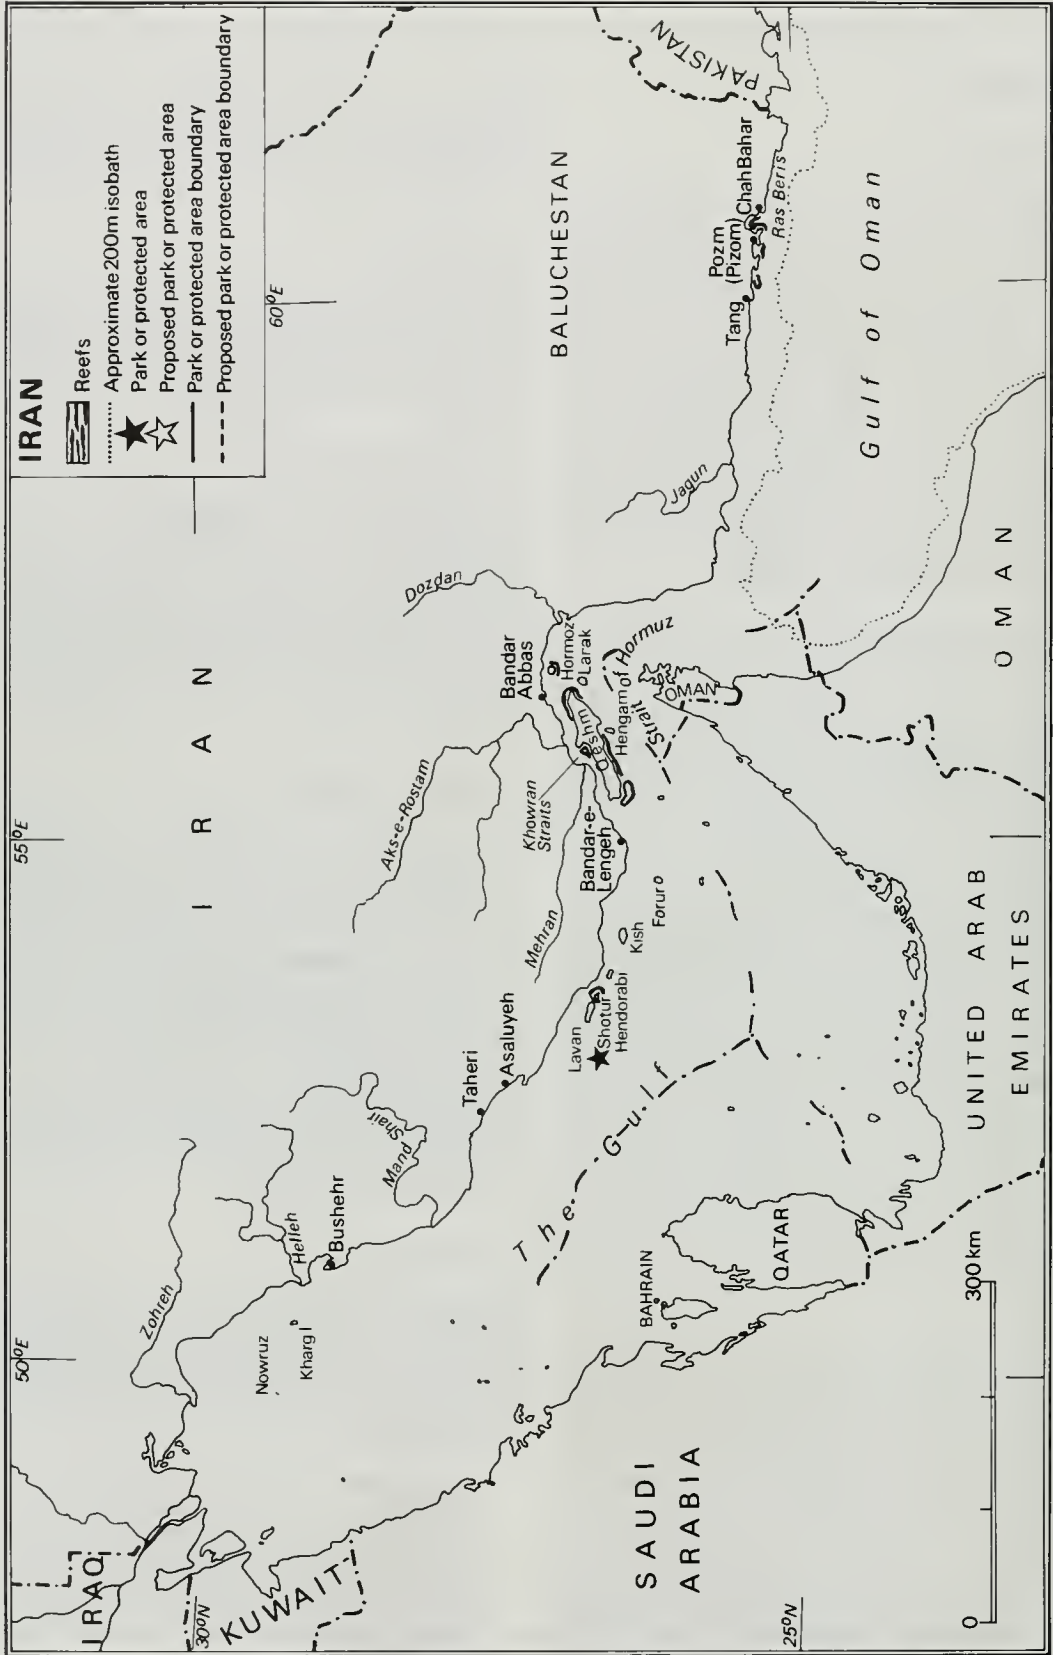 IRAN
Reefs
Approximate 200m isobath
Park or protected area
Proposed park or protected area
Park or protected area boundary
Proposed park or protected area boundary
50°E
55°E
60°E
IRAQ
30°N
KUWAIT
Zohreh
Helleh
Bushehr
Nowruz
Kharg I
Shaif
Mand
Taheri
Asaluyeh
IRAN
Aks-e-Rostam
Mehran
Khowran
Straits
Bandar-e-
Lengeh
Bandar
Abbas
Dozdan
Hormoz
Larak
Qeshm
Hengam
Strait of Hormuz
OMAN
Lavan
Shotur
Hendorabi
Kish
Forur
The Gulf
Jagun
BALUCHESTAN
PAKISTAN
Tang
Pozm
(Pizom)
Chah Bahar
Ras Beris
Gulf of Oman
OMAN
BAHRAIN
QATAR
SAUDI
ARABIA
UNITED ARAB
EMIRATES
25°N
0
300km